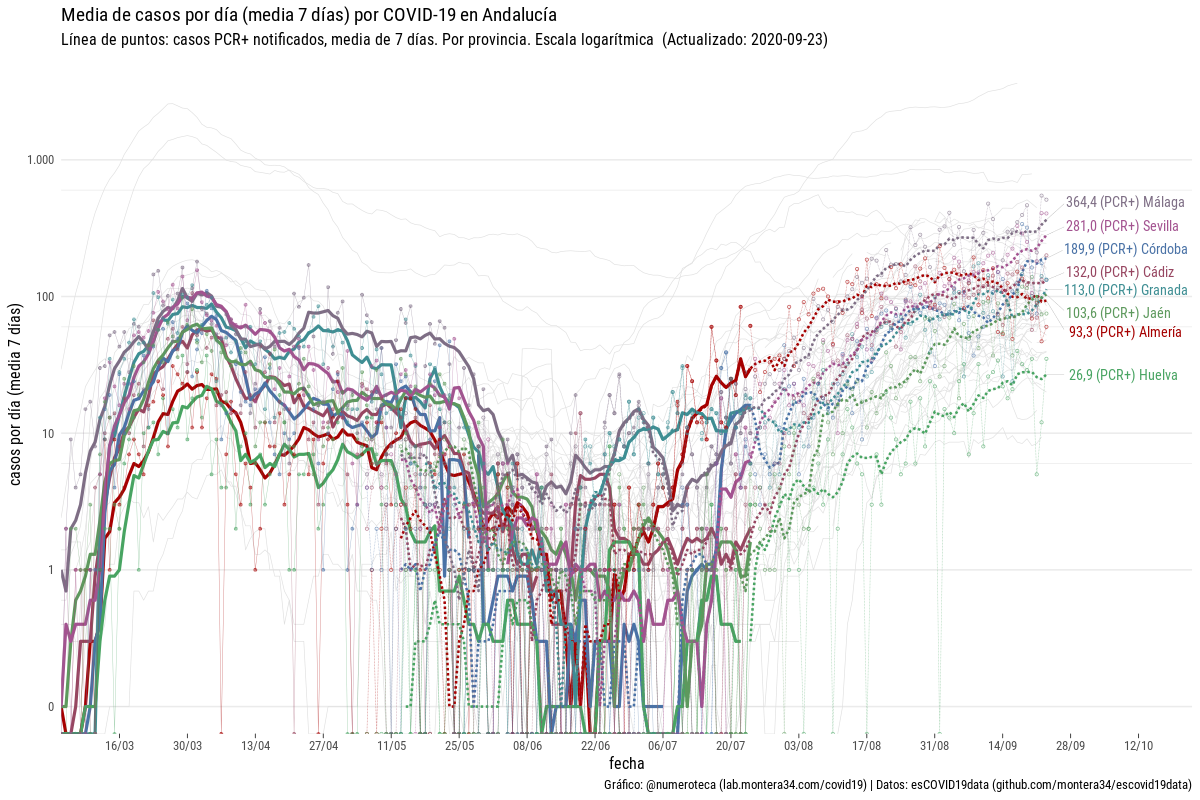 Media de casos por día (media 7 días) por COVID-19 en Andalucía
Línea de puntos: casos PCR+ notificados, media de 7 días. Por provincia. Escala logarítmica (Actualizado: 2020-09-23)
casos por día (media 7 días)
1.000
100
10
1
0
364,4 (PCR+) Málaga
281,0 (PCR+) Sevilla
189,9 (PCR+) Córdoba
132,0 (PCR+) Cádiz
113,0 (PCR+) Granada
103,6 (PCR+) Jaén
93,3 (PCR+) Almería
26,9 (PCR+) Huelva
16/03 30/03 13/04 27/04 11/05 25/05 08/06 22/06 06/07 20/07 03/08 17/08 31/08 14/09 28/09 12/10
fecha
Gráfico: @numeroteca (lab.montera34.com/covid19) | Datos: esCOVID19data (github.com/montera34/escovid19data)